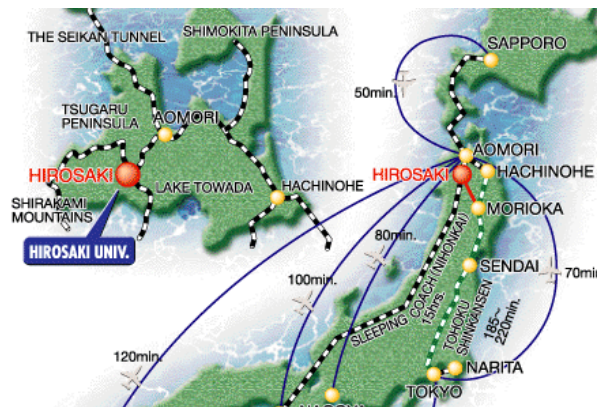 THE SEIKAN TUNNEL
SHIMOKITA PENINSULA
TSUGARU
PENINSULA
AOMORI
HIROSAKI
LAKE TOWADA
HACHINOHE
SHIRAKAMI
MOUNTAINS
HIROSAKI UNIV.
SAPPORO
50min.
AOMORI
HIROSAKI
HACHINOHE
MORIOKA
80min.
SENDAI
70min
100min.
SLEEPING COACH (NIHONKAI)
15hrs.
TOHOKU
SHINKANSEN
185~
220min.
120min.
NARITA
TOKYO